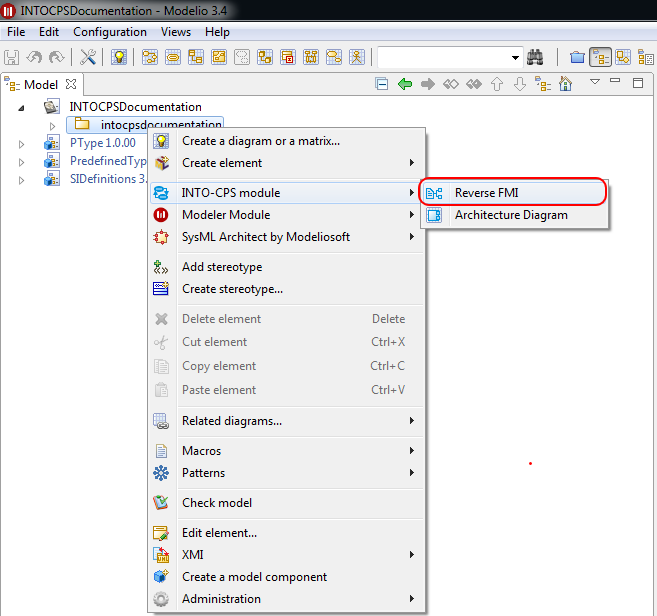 INTOCPSDocumentation - Modelio 3.4
File Edit Configuration Views Help
Model
INTOCPSDocumentation
intocpsdocumentation
PType 1.0.00
PredefinedTyp
SIDefinitions 3.
Create a diagram or a matrix...
Create element
INTO-CPS module
Modeler Module
SysML Architect by Modeliosoft
Add stereotype
Create stereotype...
Delete element Delete
Cut element Ctrl+X
Copy element Ctrl+C
Paste element Ctrl+V
Related diagrams...
Macros
Patterns
Check model
Edit element...
XMI
Create a model component
Administration
Reverse FMI
Architecture Diagram